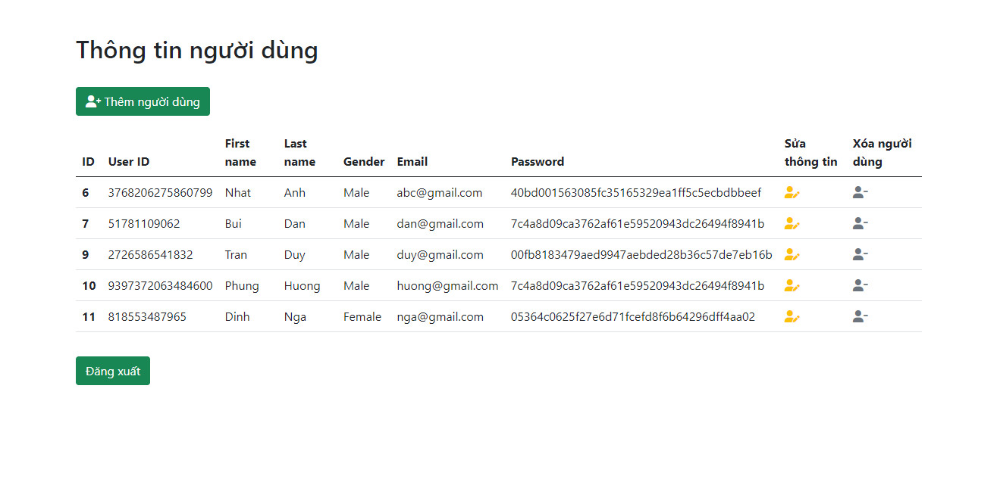 Thông tin người dùng
Thêm người dùng
ID User ID First name Last name Gender Email Password Sửa thông tin Xóa người dùng
6 3768206275860799 Nhat Anh Male abc@gmail.com 40bd001563085fc35165329ea1ff5c5ecbdbbeef
7 51781109062 Bui Dan Male dan@gmail.com 7c4a8d09ca3762af61e59520943dc26494f8941b
9 2726586541832 Tran Duy Male duy@gmail.com 00fb8183479aed9947aebded28b36c57de7eb16b
10 9397372063484600 Phung Huong Male huong@gmail.com 7c4a8d09ca3762af61e59520943dc26494f8941b
11 818553487965 Dinh Nga Female nga@gmail.com 05364c0625f27e6d71fcefd8f6b64296dff4aa02
Đăng xuất